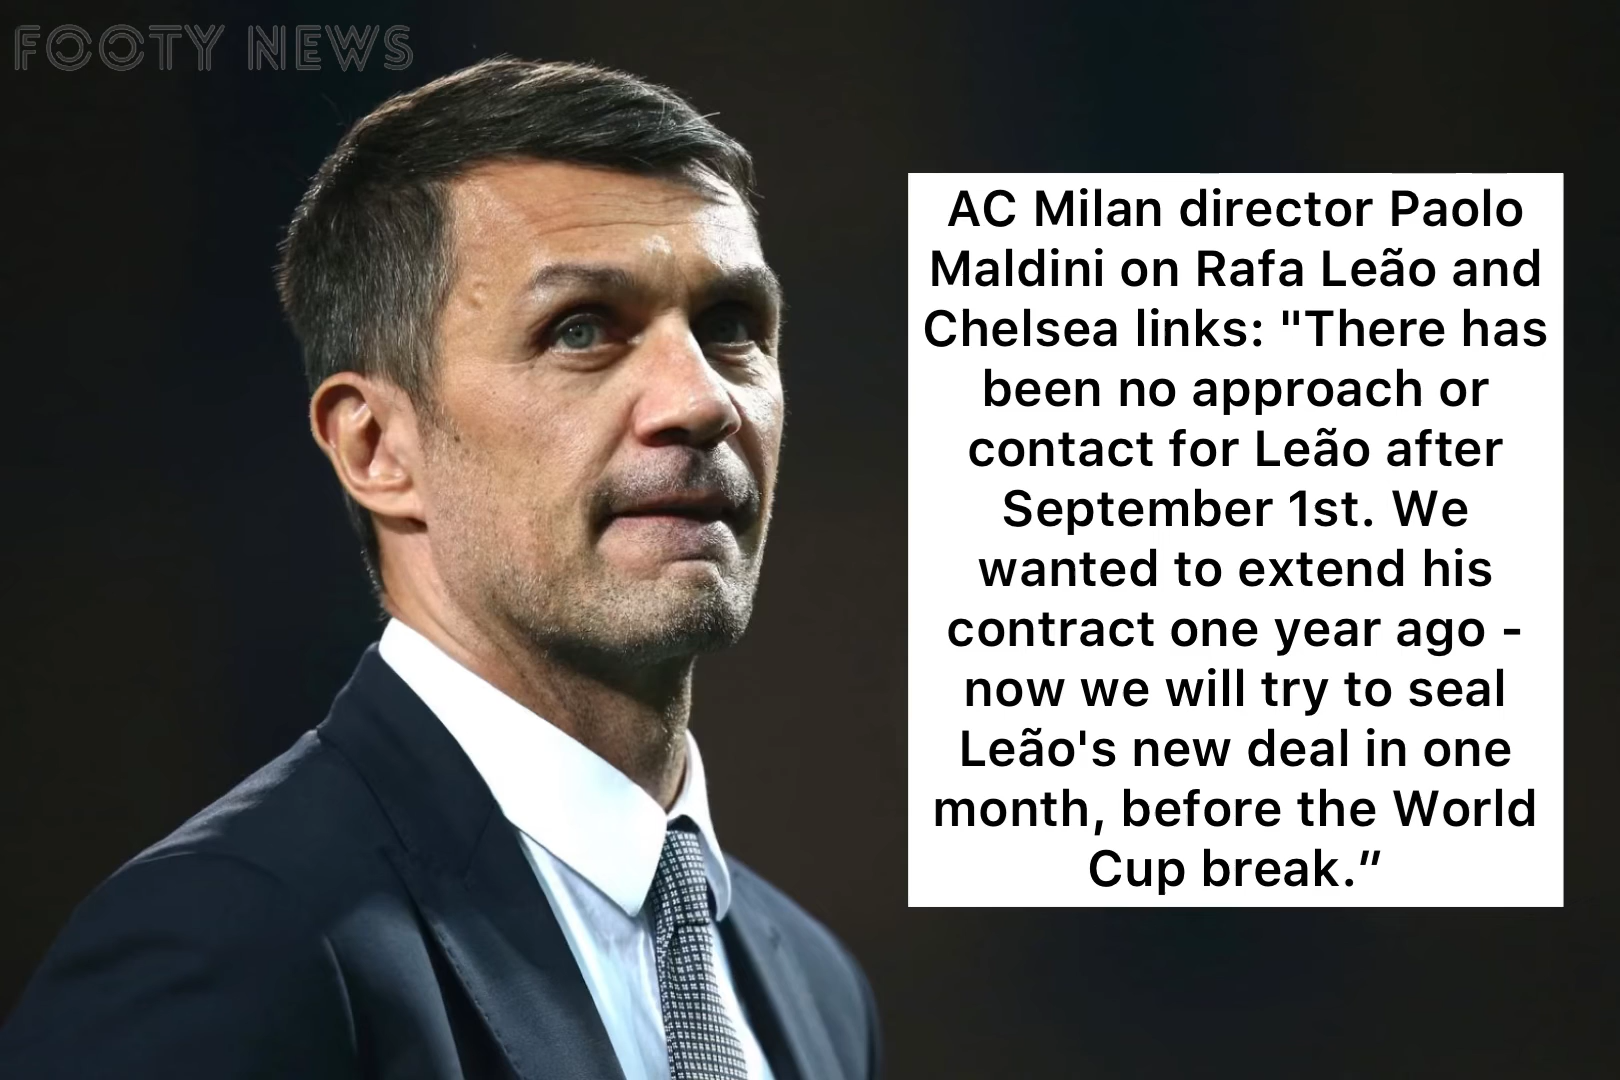 FOOTY NEWS
AC Milan director Paolo
Maldini on Rafa Leão and
Chelsea links: "There has
been no approach or
contact for Leão after
September 1st. We
wanted to extend his
contract one year ago -
now we will try to seal
Leão's new deal in one
month, before the World
Cup break.”